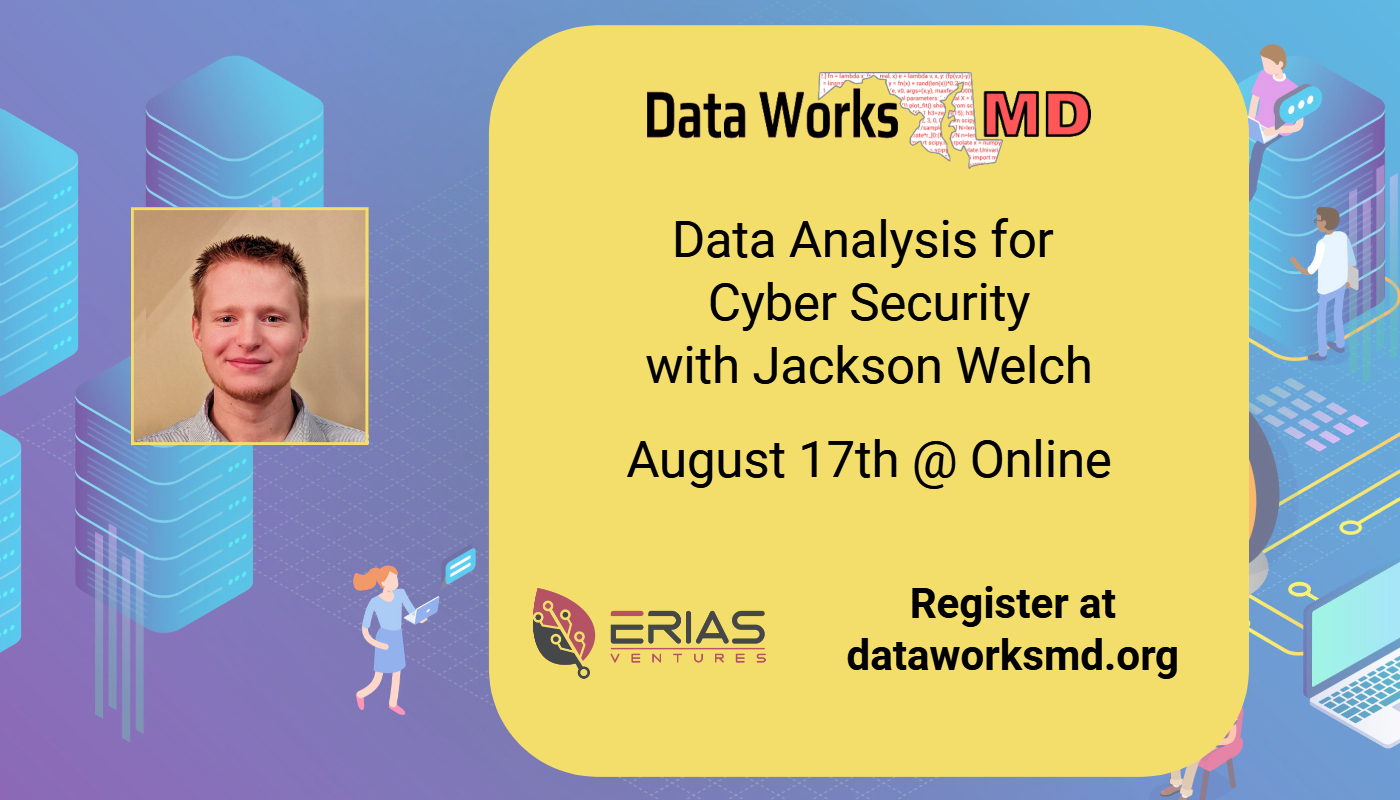 Data Works MD
Data Analysis for
Cyber Security
with Jackson Welch
August 17th @ Online
ERIAS
VENTURES
Register at
dataworksmd.org